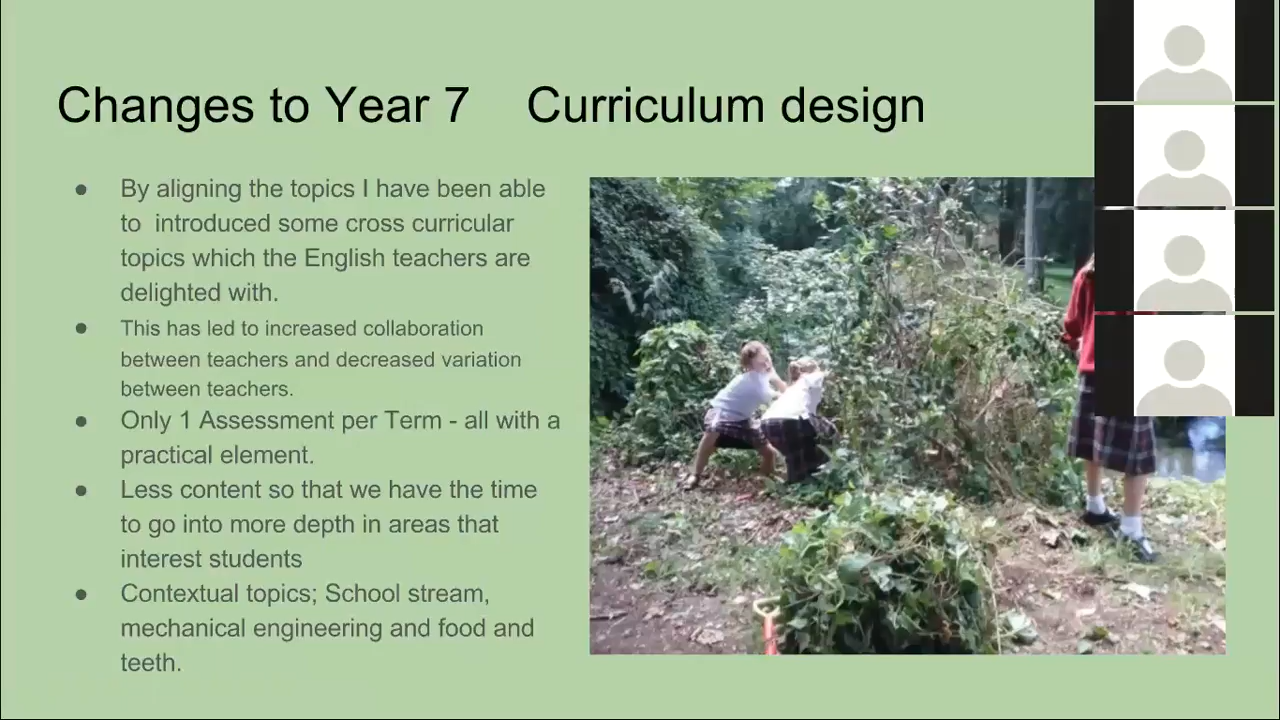 Changes to Year 7 Curriculum design
● By aligning the topics I have been able
to introduced some cross curricular
topics which the English teachers are
delighted with.
● This has led to increased collaboration
between teachers and decreased variation
between teachers.
● Only 1 Assessment per Term - all with a
practical element.
● Less content so that we have the time
to go into more depth in areas that
interest students
● Contextual topics; School stream,
mechanical engineering and food and
teeth.